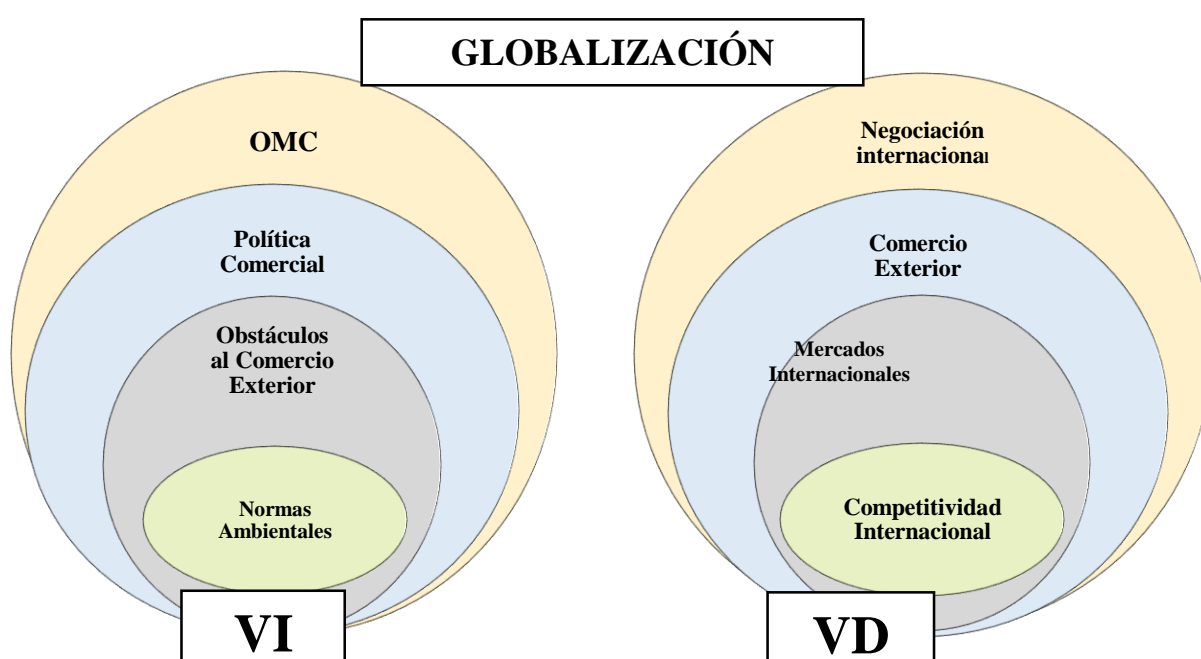 GLOBALIZACIÓN
OMC
Política
Comercial
Obstáculos
al Comercio
Exterior
Normas
Ambientales
VI
Negociación
internacional
Comercio
Exterior
Mercados
Internacionales
Competitividad
Internacional
VD